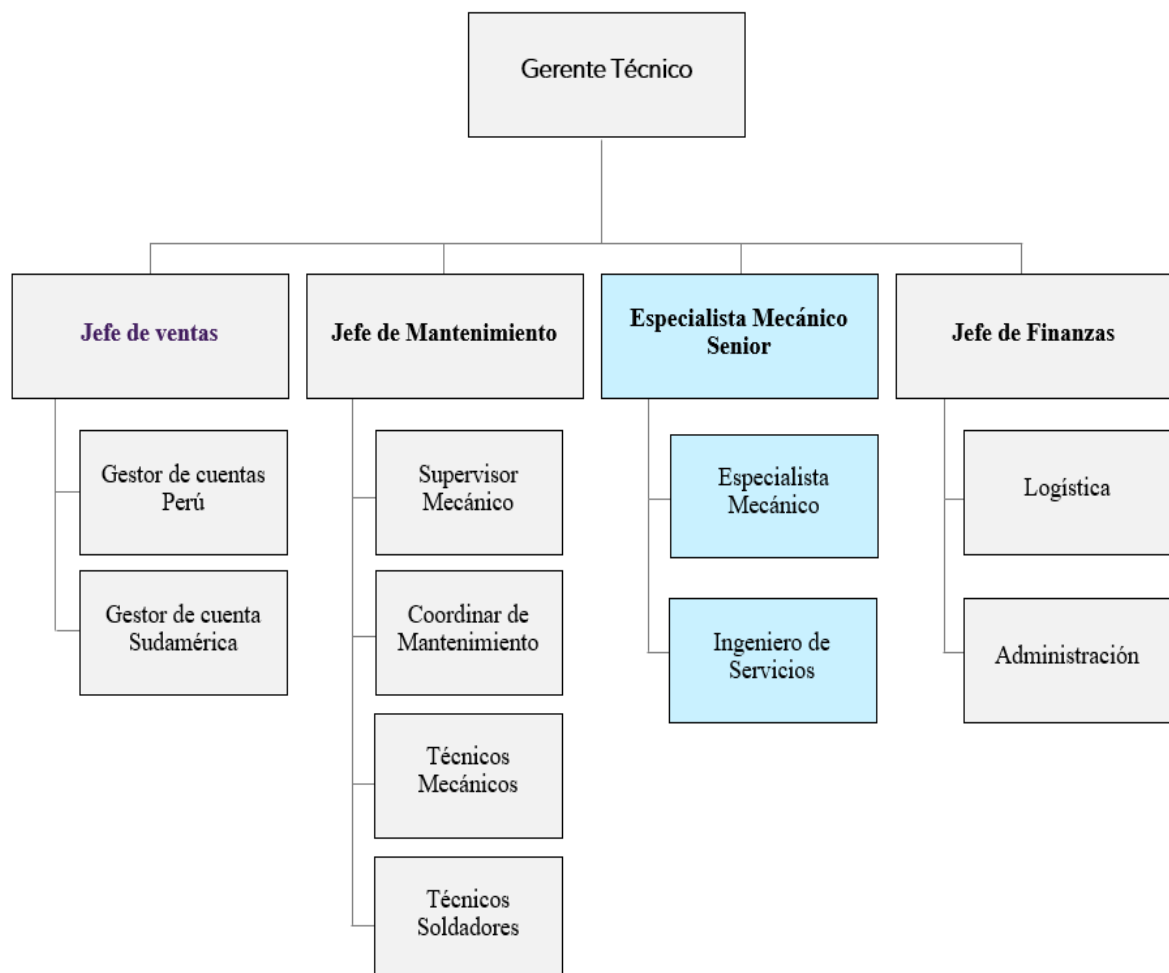 Gerente Técnico
Jefe de ventas
Jefe de Mantenimiento
Especialista Mecánico
Senior
Jefe de Finanzas
Gestor de cuentas
Perú
Gestor de cuenta
Sudamérica
Supervisor
Mecánico
Coordinar de
Mantenimiento
Técnicos
Mecánicos
Técnicos
Soldadores
Especialista
Mecánico
Ingeniero de
Servicios
Logística
Administración